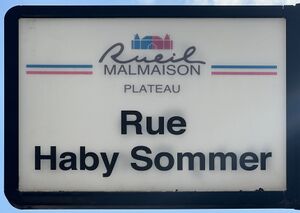 Rueil
MALMAISON
PLATEAU
Rue
Haby Sommer